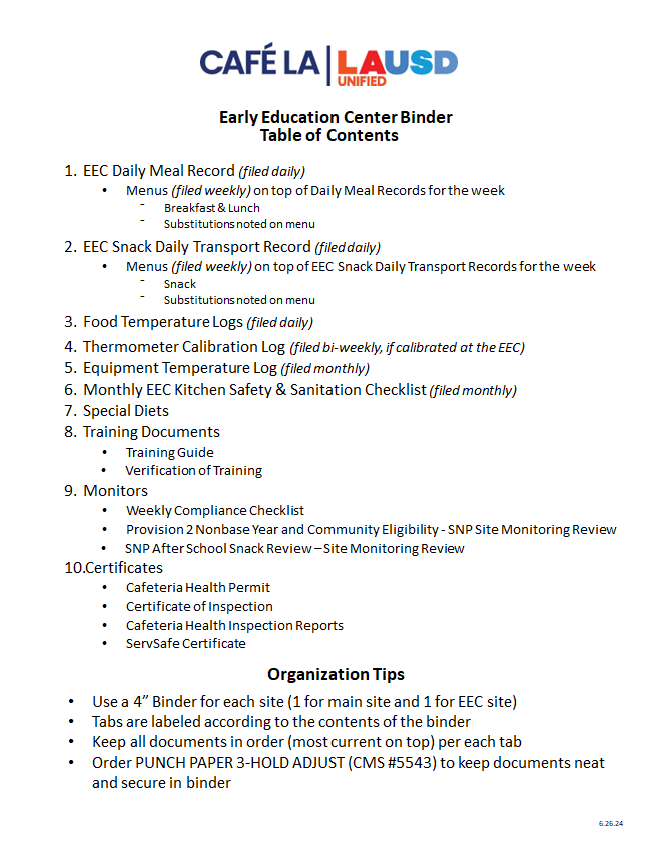 CAFÉ LA | LAUSD
UNIFIED
Early Education Center Binder
Table of Contents
1. EEC Daily Meal Record (filed daily)
• Menus (filed weekly) on top of Daily Meal Records for the week
- Breakfast & Lunch
- Substitutions noted on menu
2. EEC Snack Daily Transport Record (filed daily)
• Menus (filed weekly) on top of EEC Snack Daily Transport Records for the week
- Snack
- Substitutions noted on menu
3. Food Temperature Logs (filed daily)
4. Thermometer Calibration Log (filed bi-weekly, if calibrated at the EEC)
5. Equipment Temperature Log (filed monthly)
6. Monthly EEC Kitchen Safety & Sanitation Checklist (filed monthly)
7. Special Diets
8. Training Documents
• Training Guide
• Verification of Training
9. Monitors
• Weekly Compliance Checklist
• Provision 2 Nonbase Year and Community Eligibility - SNP Site Monitoring Review
• SNP After School Snack Review – Site Monitoring Review
10.Certificates
• Cafeteria Health Permit
• Certificate of Inspection
• Cafeteria Health Inspection Reports
• ServSafe Certificate
Organization Tips
• Use a 4” Binder for each site (1 for main site and 1 for EEC site)
• Tabs are labeled according to the contents of the binder
• Keep all documents in order (most current on top) per each tab
• Order PUNCH PAPER 3-HOLD ADJUST (CMS #5543) to keep documents neat
and secure in binder
6.26.24